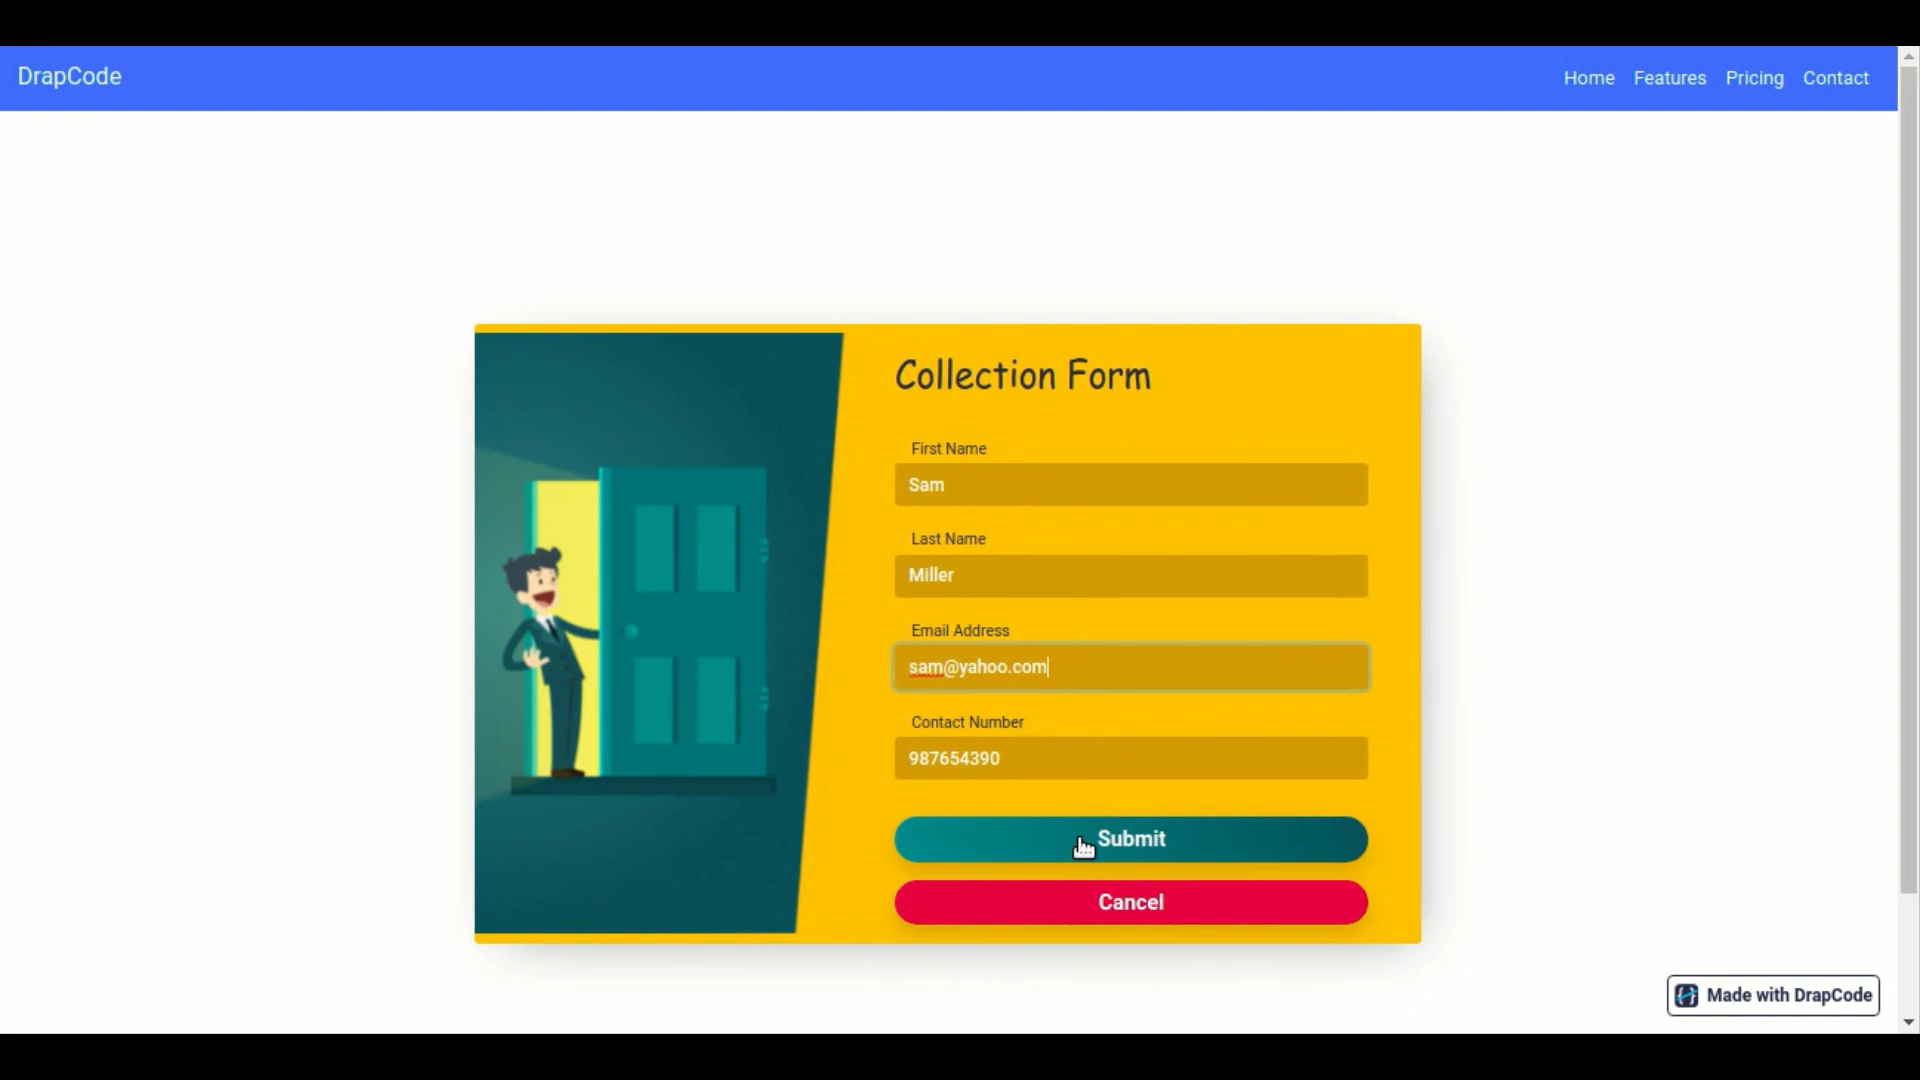 DrapCode
Home Features Pricing Contact
Collection Form
First Name
Sam
Last Name
Miller
Email Address
sam@yahoo.com
Contact Number
987654390
Submit
Cancel
Made with DrapCode